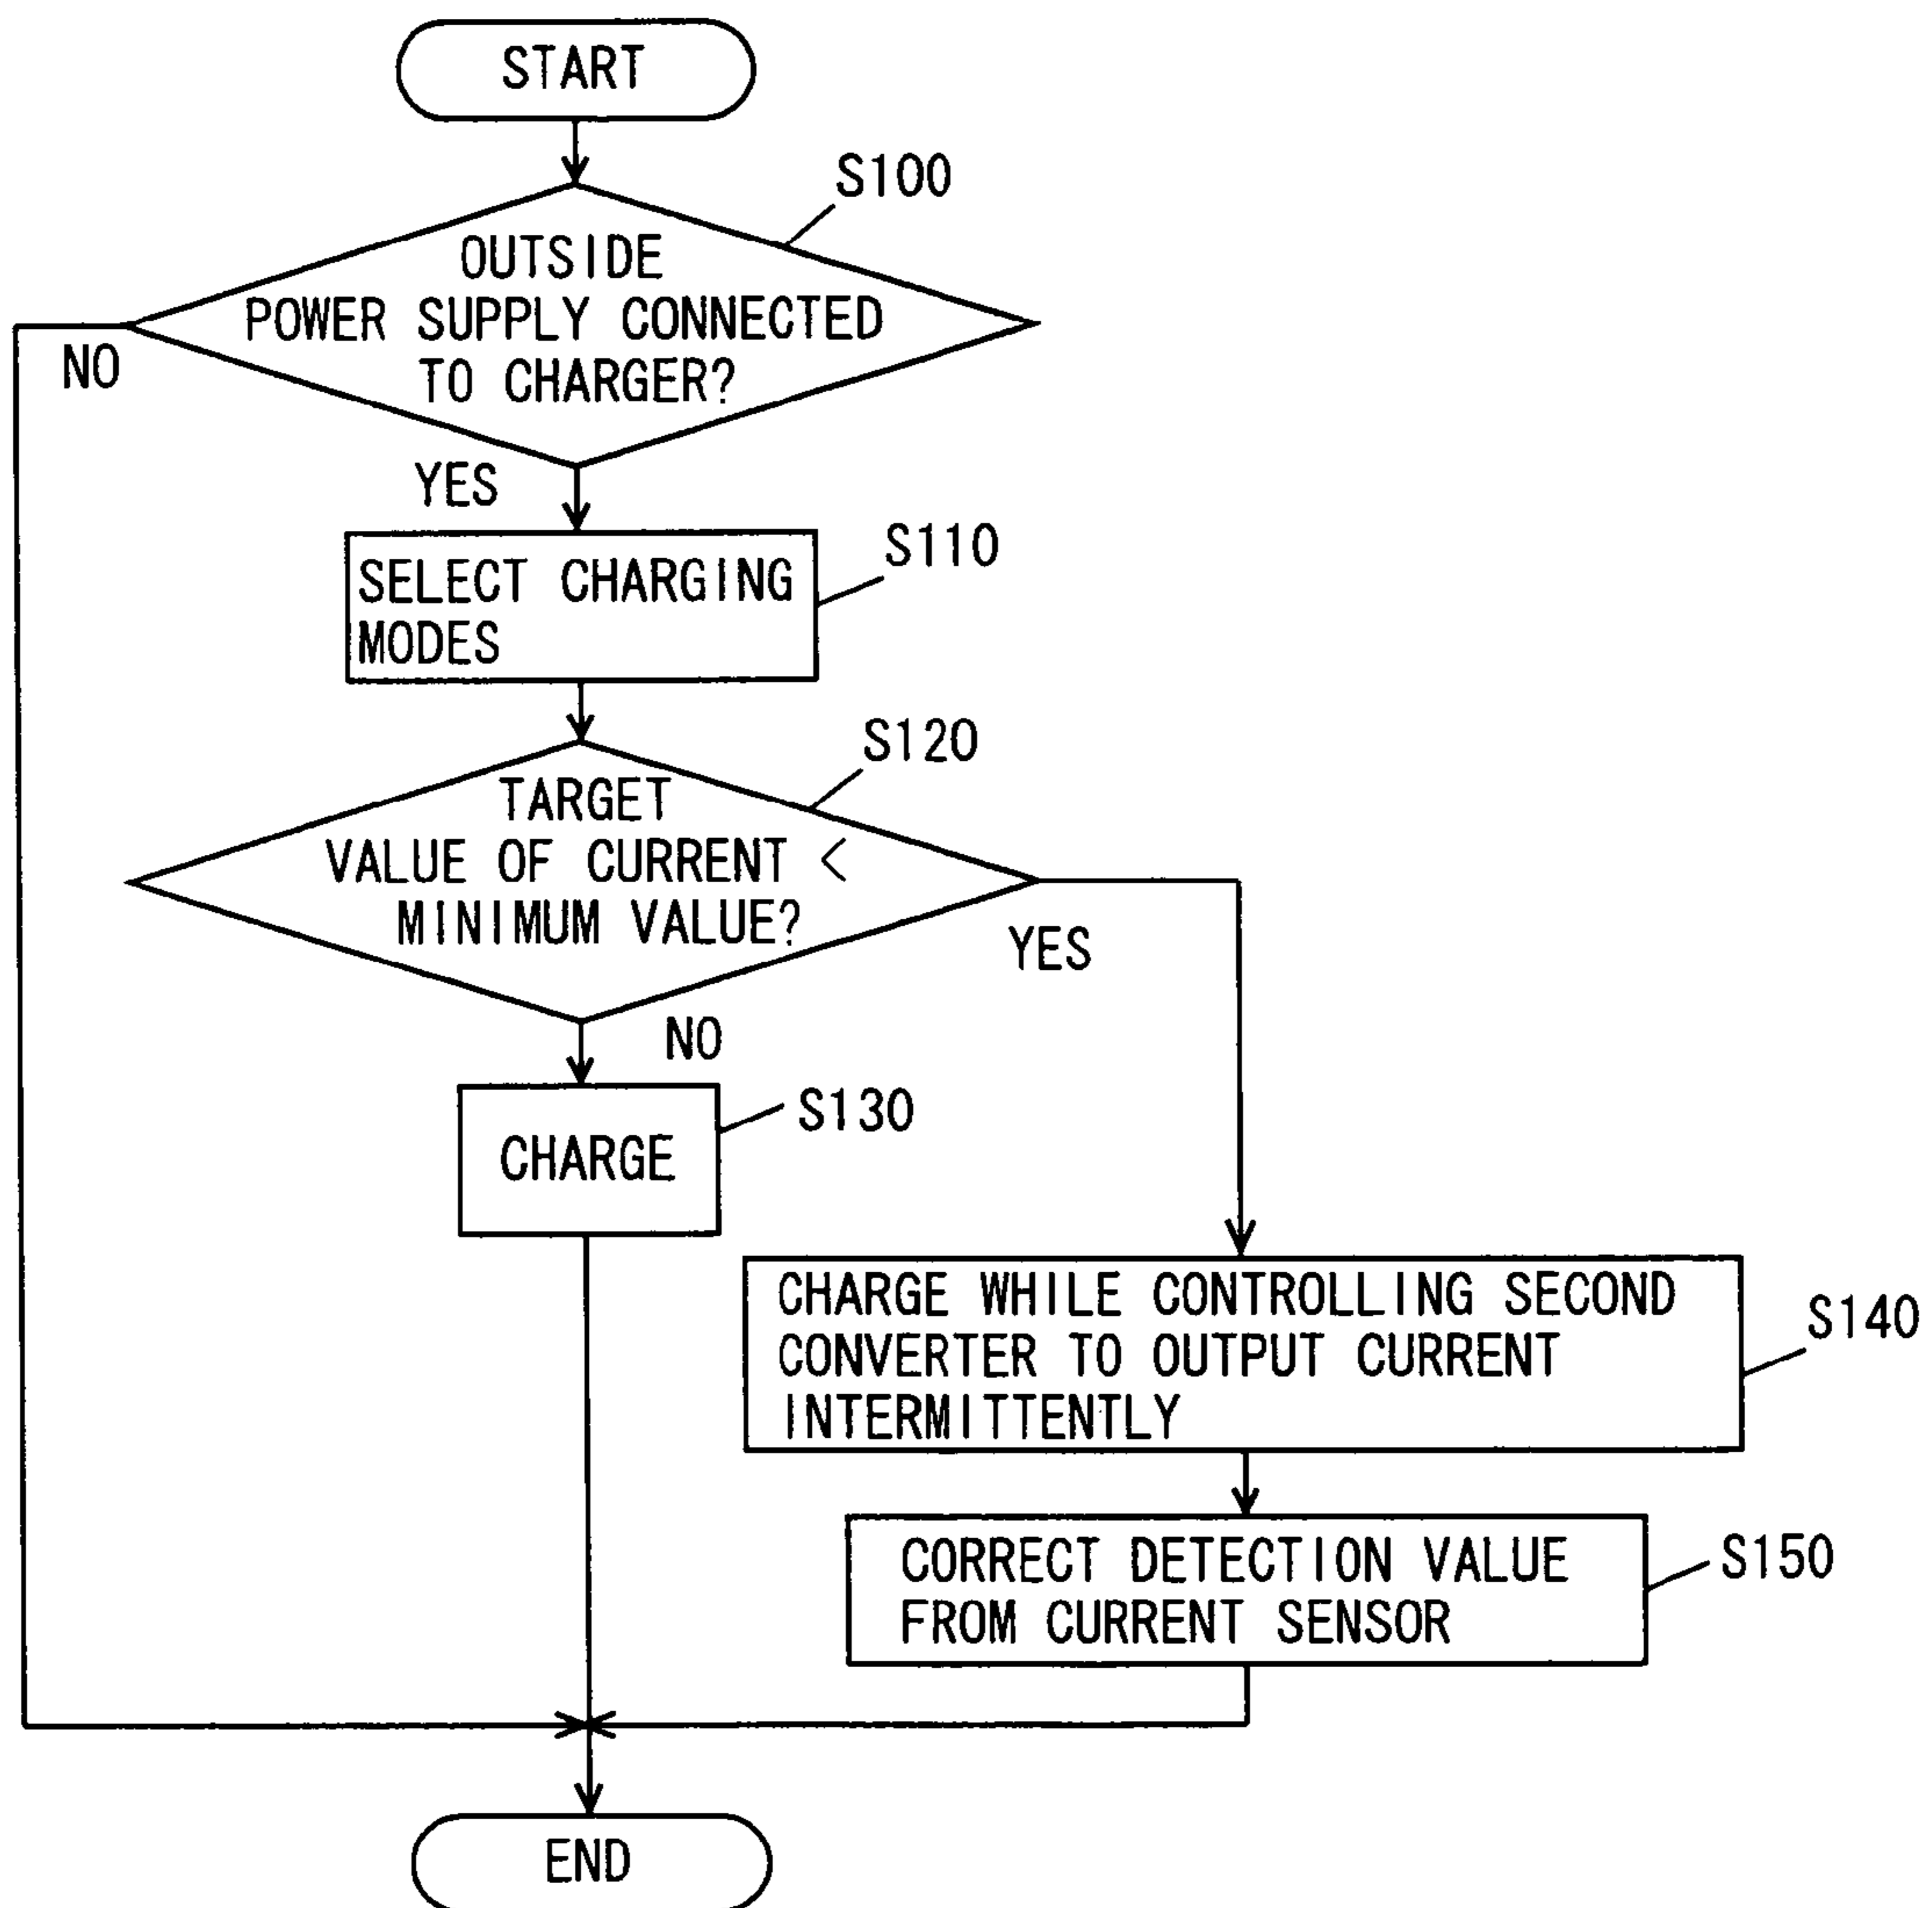 START
S100
OUTSIDE
POWER SUPPLY CONNECTED
TO CHARGER?
NO
YES
S110
SELECT CHARGING
MODES
S120
TARGET
VALUE OF CURRENT <
MINIMUM VALUE?
YES
NO
S130
CHARGE
CHARGE WHILE CONTROLLING SECOND
CONVERTER TO OUTPUT CURRENT
INTERMITTENTLY
S140
CORRECT DETECTION VALUE
FROM CURRENT SENSOR
S150
END